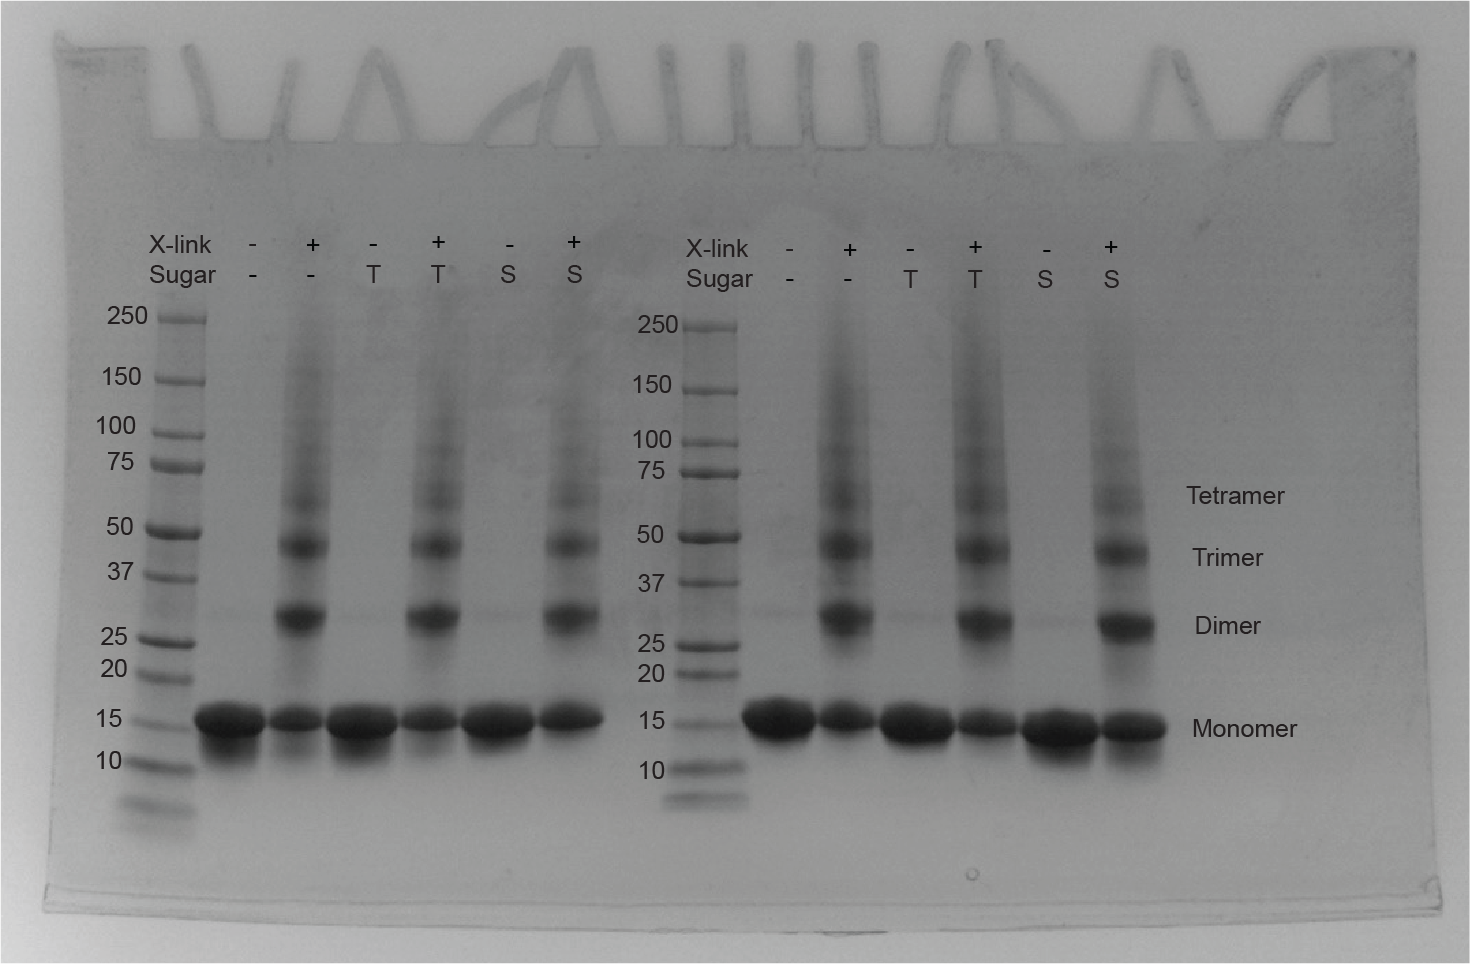 X-link - + - + - +
Sugar - - T T S S
250
150
100
75
50
37
25
20
15
10
X-link - + - + - +
Sugar - - T T S S
250
150
100
75
50
37
25
20
15
10
Tetramer
Trimer
Dimer
Monomer